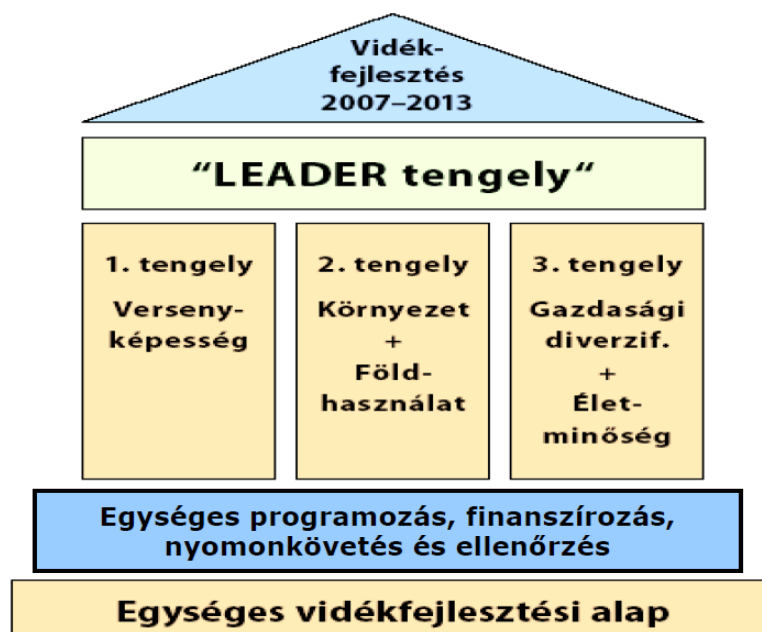 Vidék-
fejlesztés
2007–2013
“LEADER tengely“
1. tengely
Verseny-
képesség
2. tengely
Környezet
+
Föld-
használat
3. tengely
Gazdasági
diverzif.
+
Élet-
minőség
Egységes programozás, finanszírozás,
nyomonkövetés és ellenőrzés
Egységes vidékfejlesztési alap